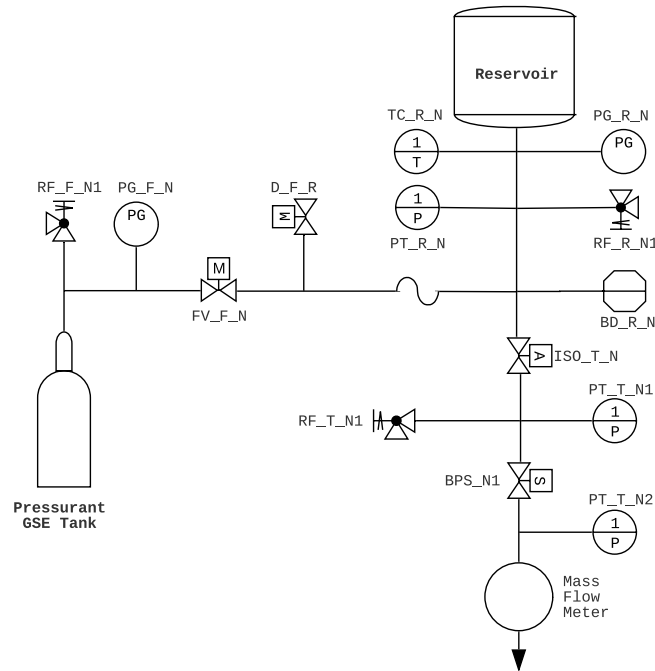 Reservoir
TC_R_N
PG_R_N
1
T
PG
RF_F_N1
PG_F_N
D_F_R
PG
M
1
P
PT_R_N
RF_R_N1
M
FV_F_N
BD_R_N
A
ISO_T_N
PT_T_N1
RF_T_N1
1
P
BPS_N1
S
Pressurant
GSE Tank
PT_T_N2
1
P
Mass
Flow
Meter